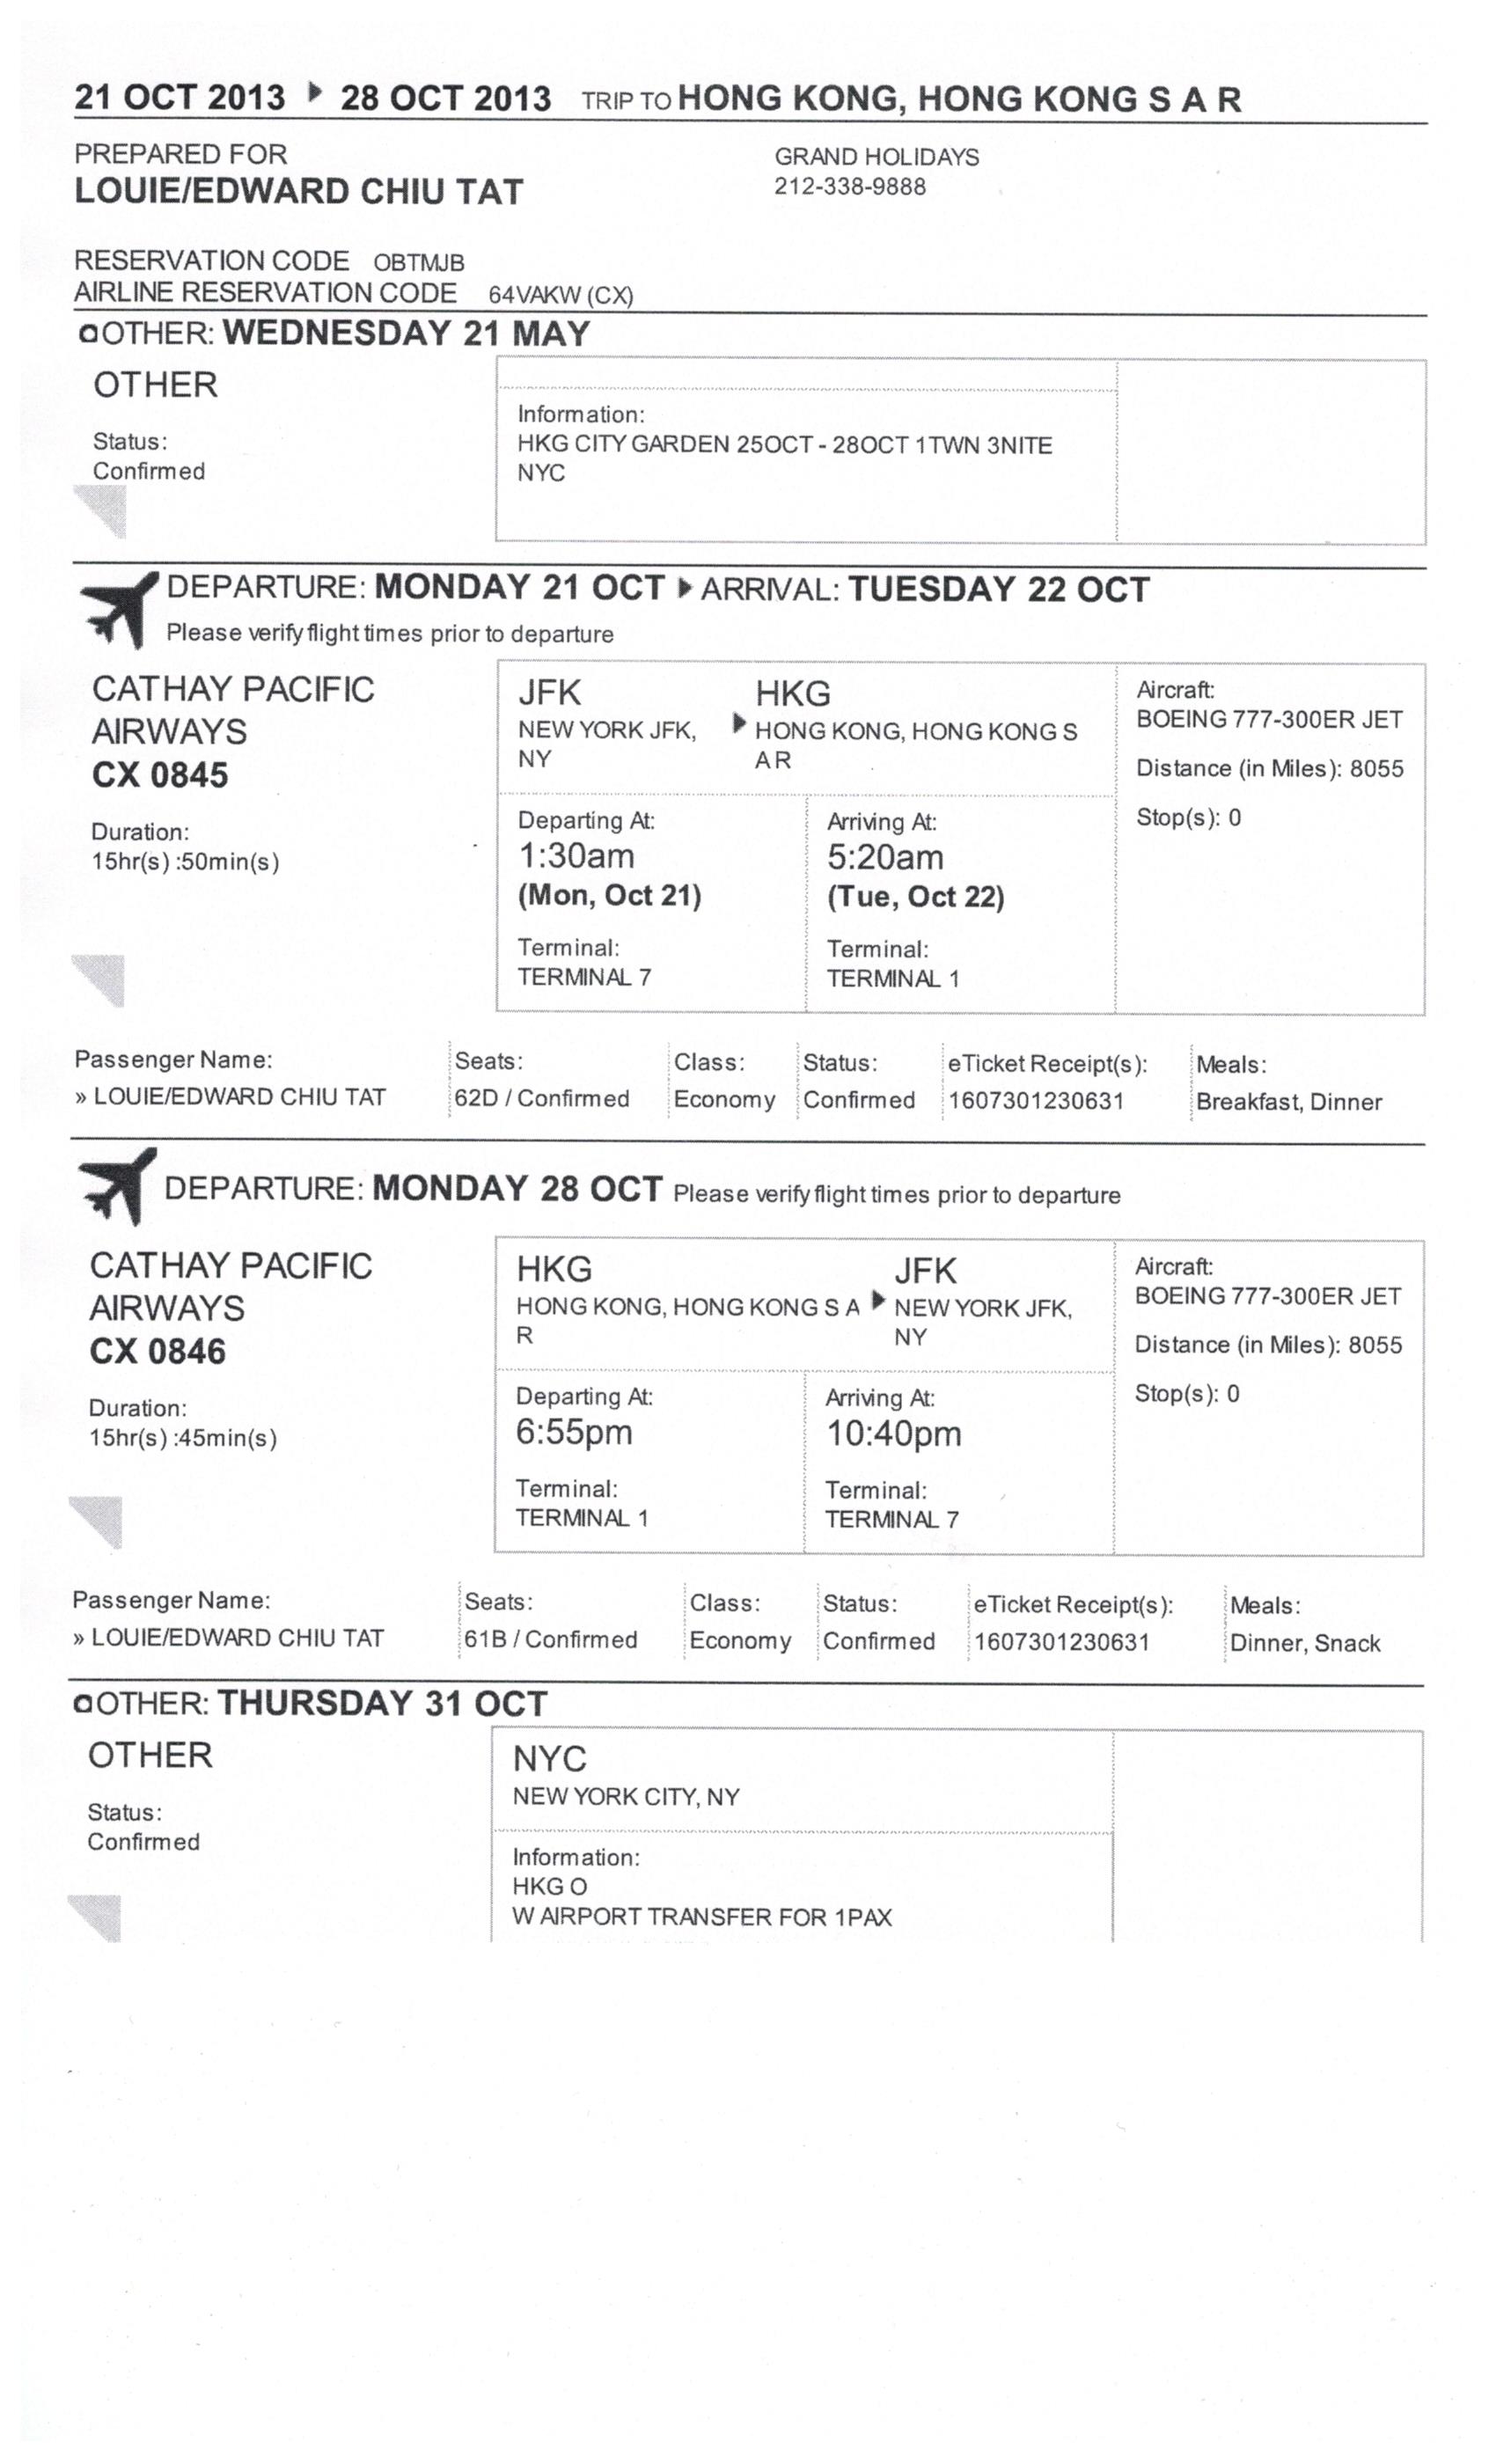 21 OCT 2013 ▶ 28 OCT 2013 TRIP TO HONG KONG, HONG KONG S A R
PREPARED FOR
LOUIE/EDWARD CHIU TAT
GRAND HOLIDAYS
212-338-9888
RESERVATION CODE OBTMJB
AIRLINE RESERVATION CODE 64VAKW (CX)
OTHER: WEDNESDAY 21 MAY
OTHER
Status:
Confirmed
Information:
HKG CITY GARDEN 25OCT - 28OCT 1TWN 3NITE
NYC
DEPARTURE: MONDAY 21 OCT ▶ ARRIVAL: TUESDAY 22 OCT
Please verify flight times prior to departure
CATHAY PACIFIC
AIRWAYS
CX 0845
Duration:
15hr(s) :50min(s)
JFK
NEW YORK JFK,
NY
▶
HKG
HONG KONG, HONG KONG S
A R
Departing At:
1:30am
(Mon, Oct 21)
Terminal:
TERMINAL 7
Arriving At:
5:20am
(Tue, Oct 22)
Terminal:
TERMINAL 1
Aircraft:
BOEING 777-300ER JET
Distance (in Miles): 8055
Stop(s): 0
Passenger Name:
» LOUIE/EDWARD CHIU TAT
Seats:
62D / Confirmed
Class:
Economy
Status:
Confirmed
eTicket Receipt(s):
1607301230631
Meals:
Breakfast, Dinner
DEPARTURE: MONDAY 28 OCT Please verify flight times prior to departure
CATHAY PACIFIC
AIRWAYS
CX 0846
Duration:
15hr(s) :45min(s)
HKG
HONG KONG, HONG KONG S A
R
▶
JFK
NEW YORK JFK,
NY
Departing At:
6:55pm
Terminal:
TERMINAL 1
Arriving At:
10:40pm
Terminal:
TERMINAL 7
Aircraft:
BOEING 777-300ER JET
Distance (in Miles): 8055
Stop(s): 0
Passenger Name:
» LOUIE/EDWARD CHIU TAT
Seats:
61B / Confirmed
Class:
Economy
Status:
Confirmed
eTicket Receipt(s):
1607301230631
Meals:
Dinner, Snack
OTHER: THURSDAY 31 OCT
OTHER
Status:
Confirmed
NYC
NEW YORK CITY, NY
Information:
HKG O
W AIRPORT TRANSFER FOR 1PAX